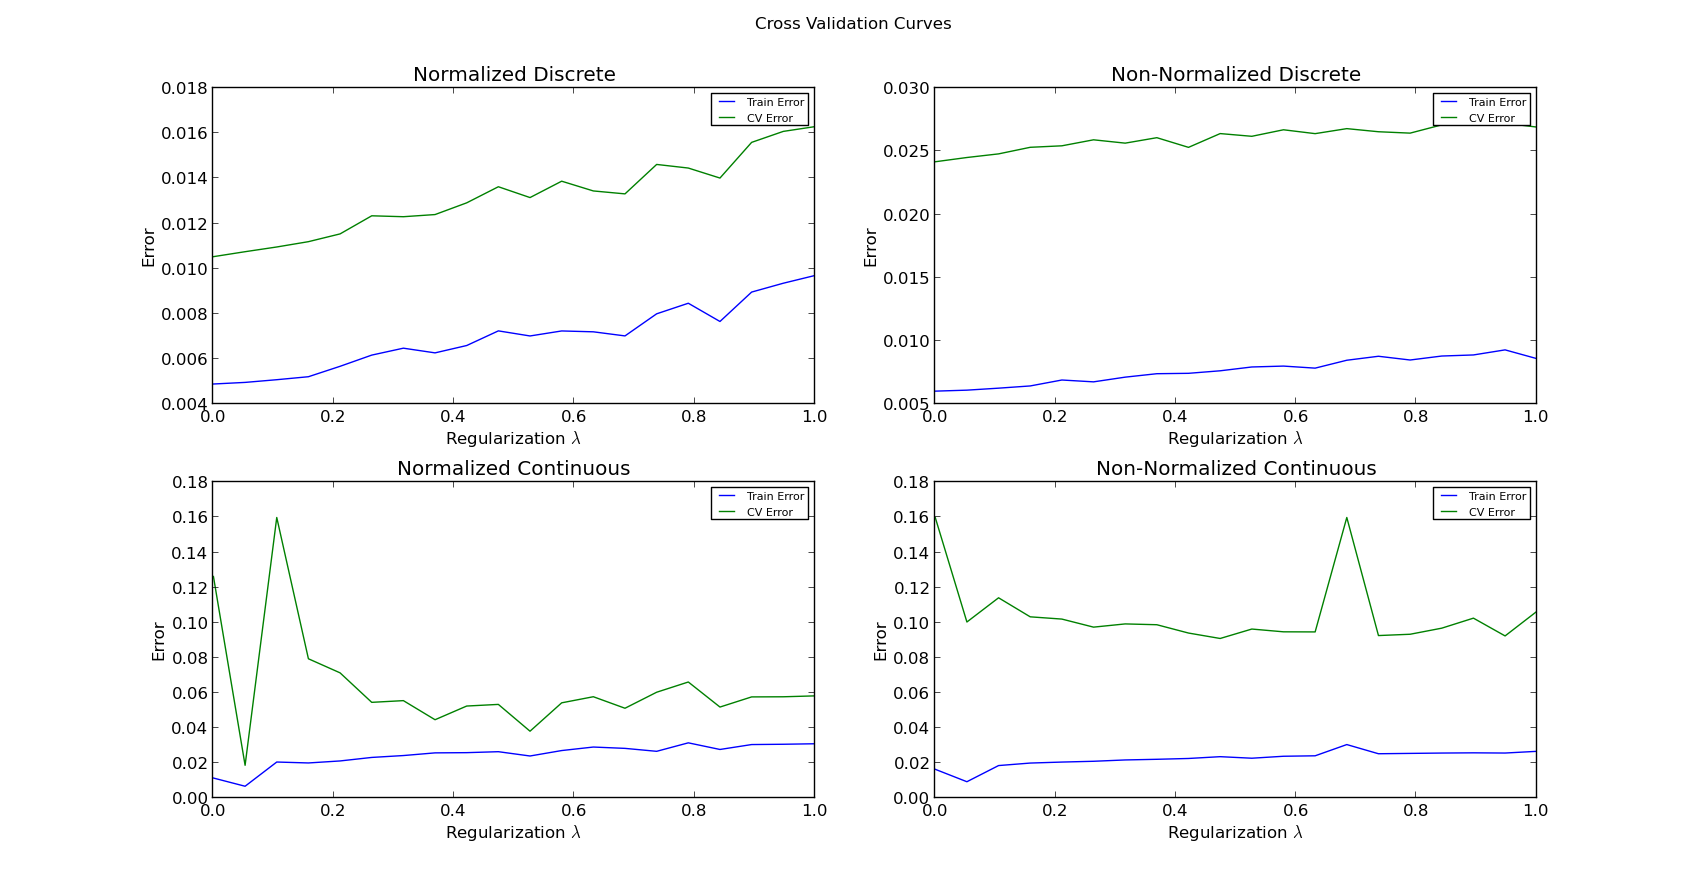 Cross Validation Curves
Normalized Discrete
0.018
0.016
0.014
0.012
0.010
0.008
0.006
0.004
Error
Train Error
CV Error
0.0 0.2 0.4 0.6 0.8 1.0
Regularization λ
Non-Normalized Discrete
0.030
0.025
0.020
0.015
0.010
0.005
Error
Train Error
CV Error
0.0 0.2 0.4 0.6 0.8 1.0
Regularization λ
Normalized Continuous
0.18
0.16
0.14
0.12
0.10
0.08
0.06
0.04
0.02
0.00
Error
Train Error
CV Error
0.0 0.2 0.4 0.6 0.8 1.0
Regularization λ
Non-Normalized Continuous
0.18
0.16
0.14
0.12
0.10
0.08
0.06
0.04
0.02
0.00
Error
Train Error
CV Error
0.0 0.2 0.4 0.6 0.8 1.0
Regularization λ